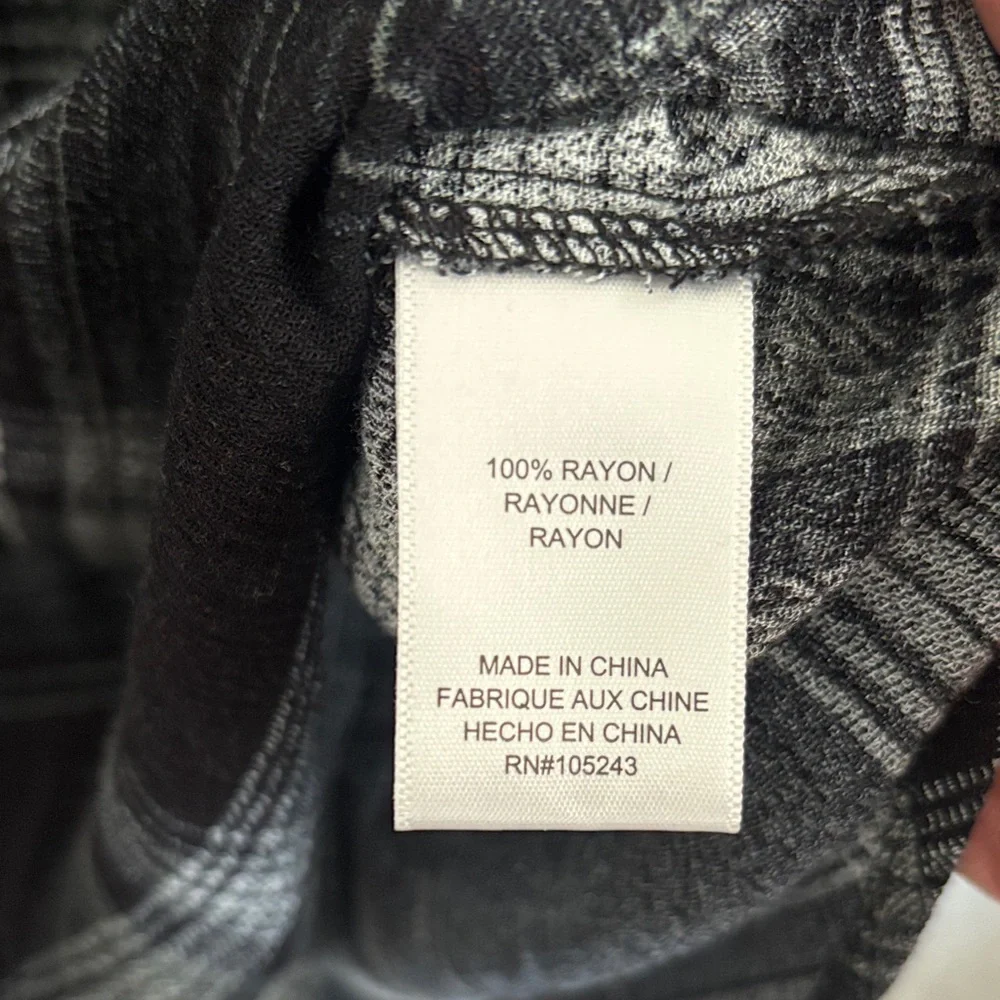 100% RAYON /
RAYONNE /
RAYON
MADE IN CHINA
FABRIQUE AUX CHINE
HECHO EN CHINA
RN#105243